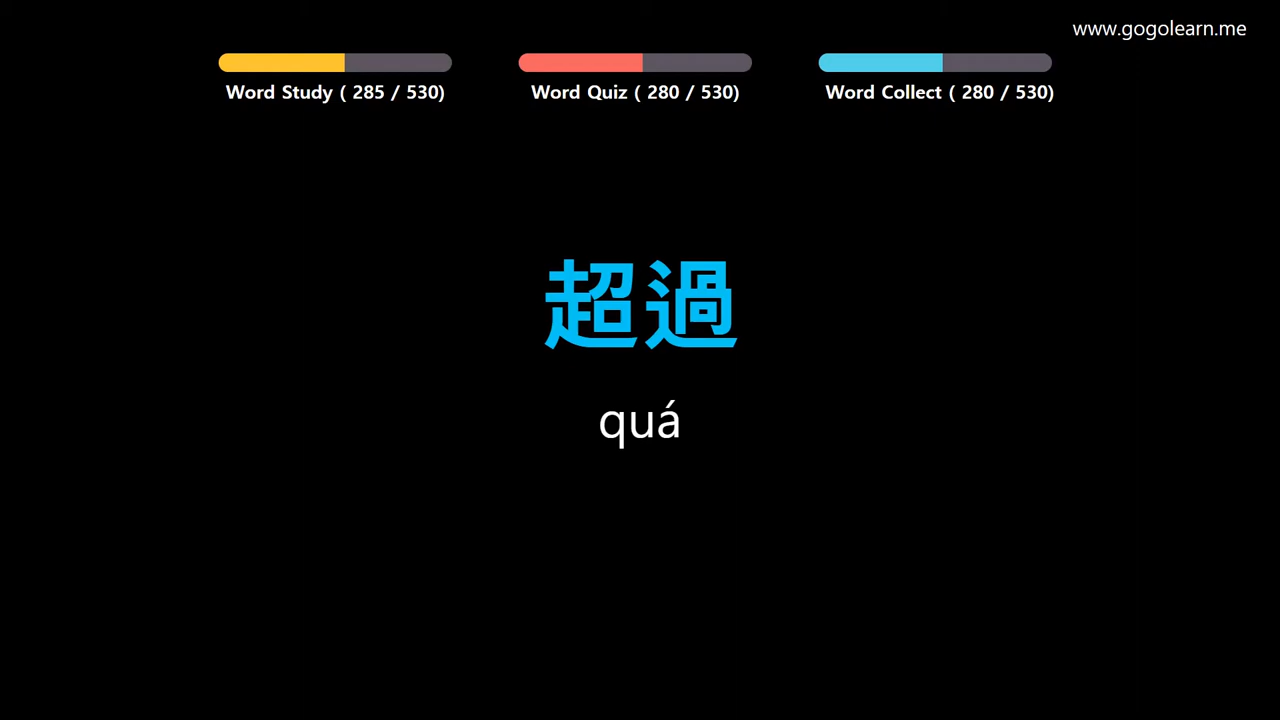 www.gogolearn.me
Word Study ( 285 / 530)
Word Quiz ( 280 / 530)
Word Collect ( 280 / 530)
超過
quá